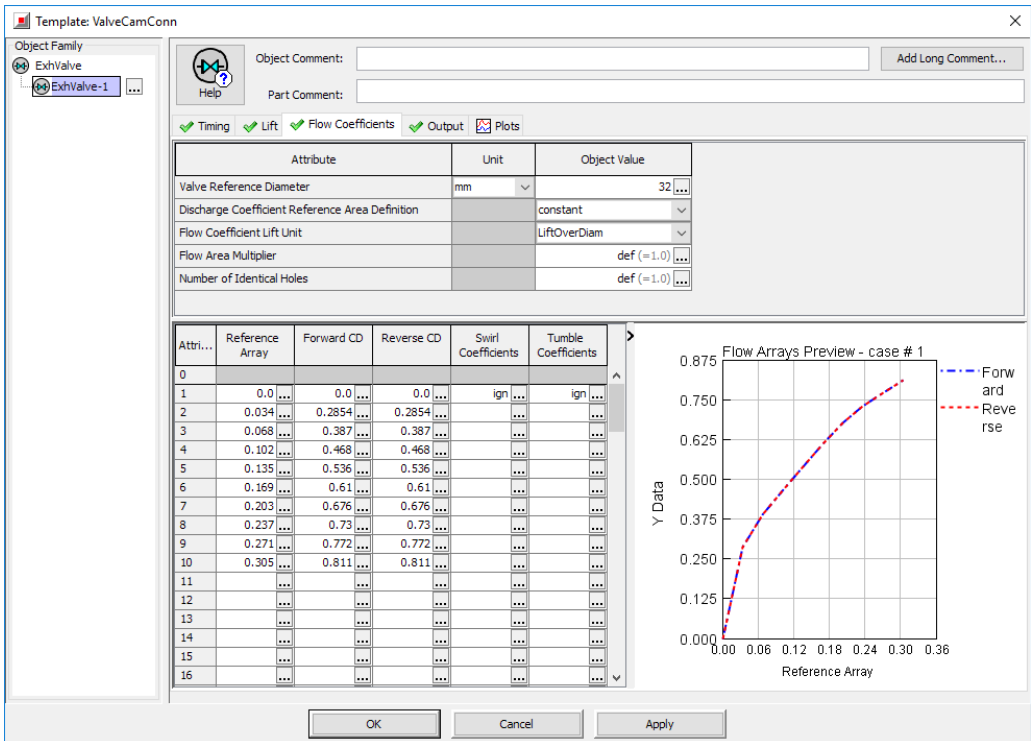 Template: ValveCamConn
Object Family
ExhValve
ExhValve-1 ...
Help
?
Object Comment:
Add Long Comment...
Part Comment:
Timing Lift Flow Coefficients Output Plots
Attribute Unit Object Value
Valve Reference Diameter mm 32 ...
Discharge Coefficient Reference Area Definition constant
Flow Coefficient Lift Unit LiftOverDiam
Flow Area Multiplier def (=1.0) ...
Number of Identical Holes def (=1.0) ...
Attri... Reference Array Forward CD Reverse CD Swirl Coefficients Tumble Coefficients
0
1 0.0 ... 0.0 ... 0.0 ... ign ... ign ...
2 0.034 ... 0.2854 ... 0.2854 ... ... ...
3 0.068 ... 0.387 ... 0.387 ... ... ...
4 0.102 ... 0.468 ... 0.468 ... ... ...
5 0.135 ... 0.536 ... 0.536 ... ... ...
6 0.169 ... 0.61 ... 0.61 ... ... ...
7 0.203 ... 0.676 ... 0.676 ... ... ...
8 0.237 ... 0.73 ... 0.73 ... ... ...
9 0.271 ... 0.772 ... 0.772 ... ... ...
10 0.305 ... 0.811 ... 0.811 ... ... ...
11 ... ... ... ... ...
12 ... ... ... ... ...
13 ... ... ... ... ...
14 ... ... ... ... ...
15 ... ... ... ... ...
16 ... ... ... ... ...
Flow Arrays Preview - case # 1
Forw
ard
Reve
rse
0.875
0.750
0.625
0.500
0.375
0.250
0.125
0.000
Y Data
0.00 0.06 0.12 0.18 0.24 0.30 0.36
Reference Array
OK Cancel Apply